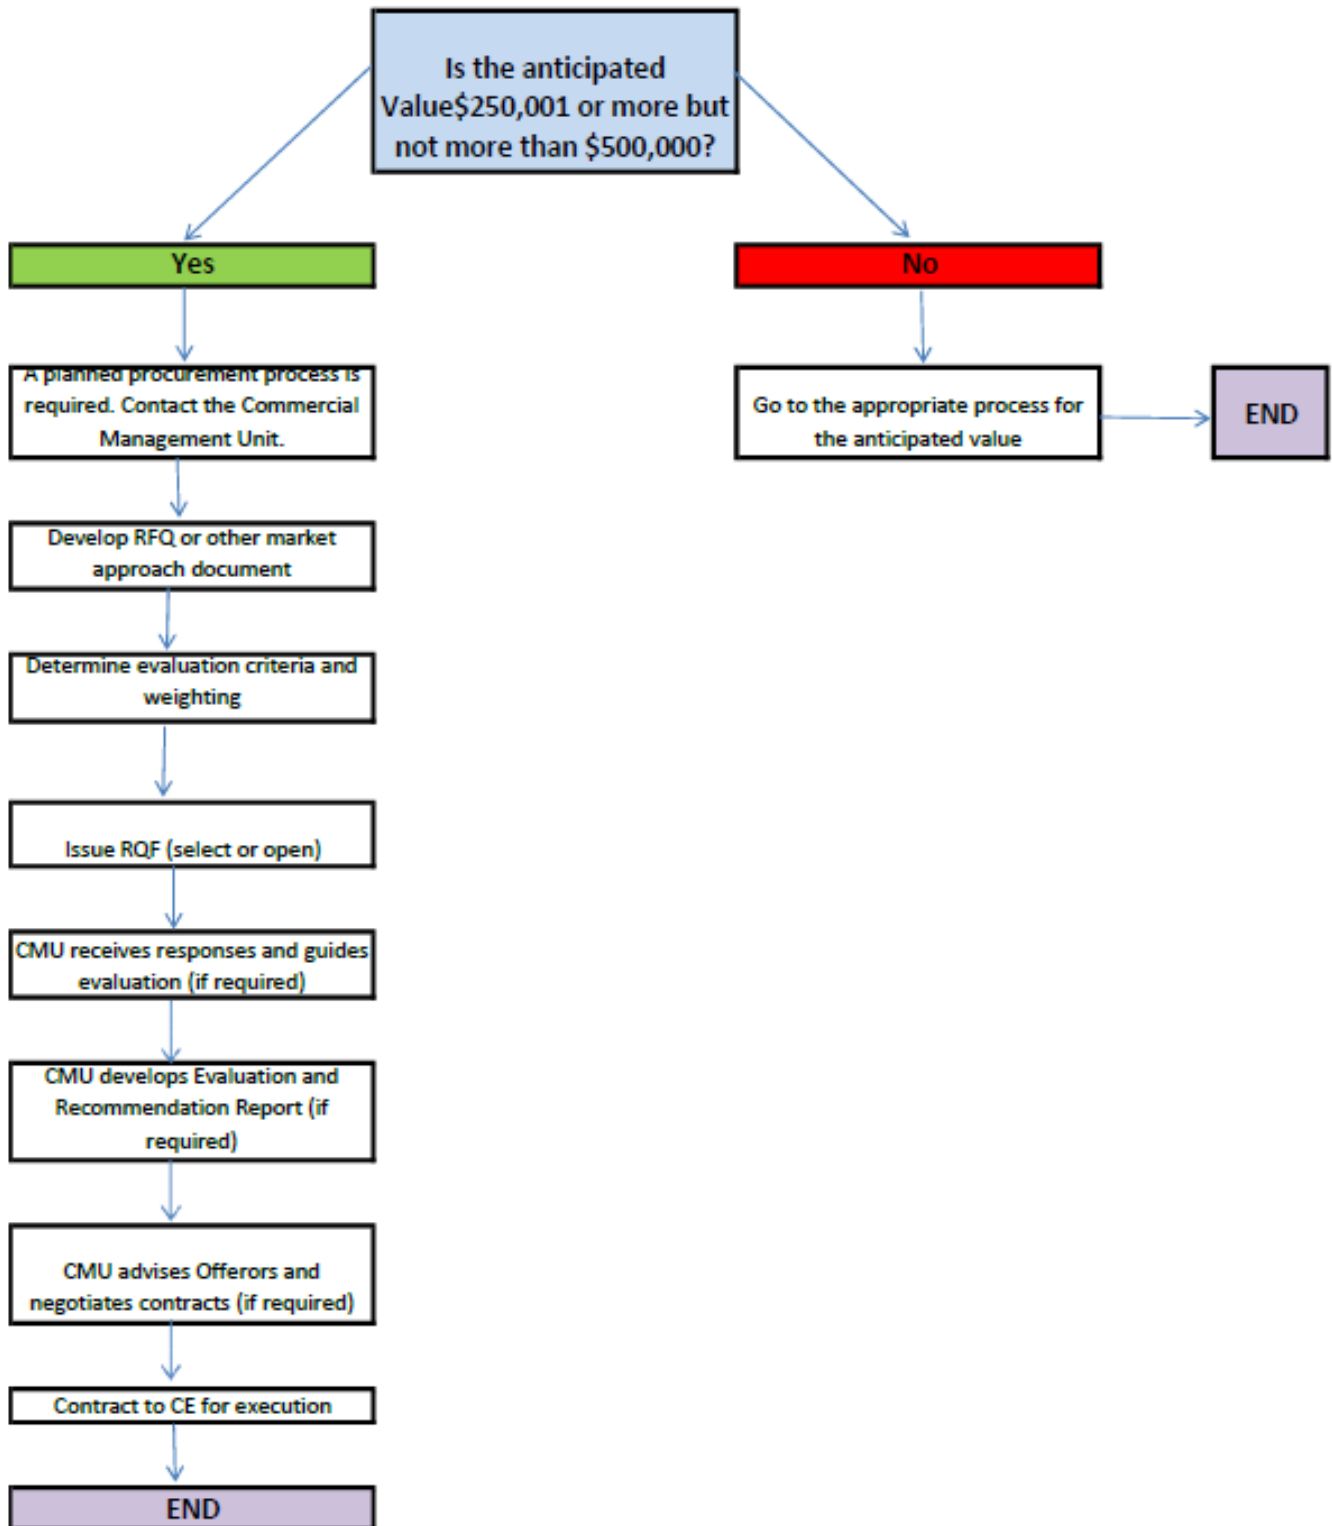 Is the anticipated
Value$250,001 or more but
not more than $500,000?
Yes
No
A planned procurement process is
required. Contact the Commercial
Management Unit.
Go to the appropriate process for
the anticipated value
END
Develop RFQ or other market
approach document
Determine evaluation criteria and
weighting
Issue RQF (select or open)
CMU receives responses and guides
evaluation (if required)
CMU develops Evaluation and
Recommendation Report (if
required)
CMU advises Offerors and
negotiates contracts (if required)
Contract to CE for execution
END